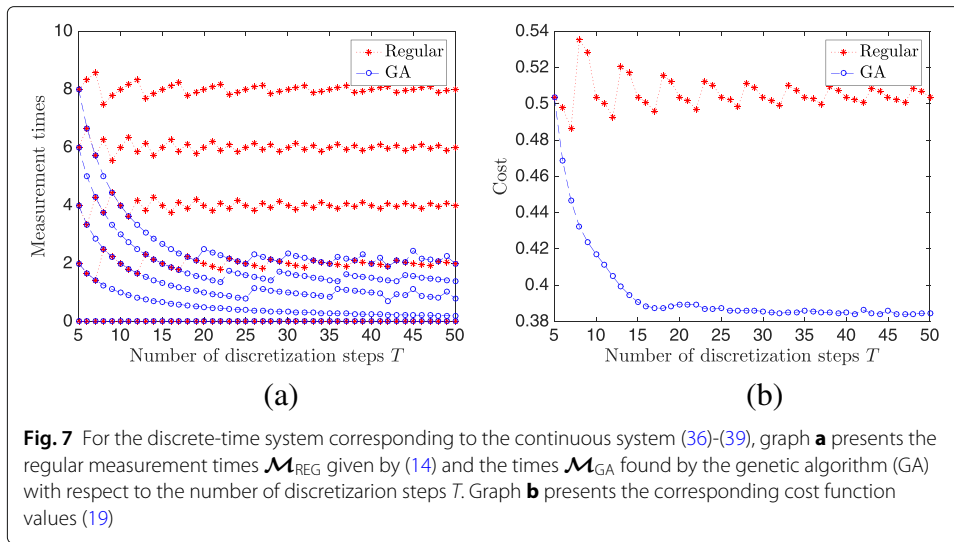 10
8
6
4
2
0
5 10 15 20 25 30 35 40 45 50
Measurement times
Number of discretization steps T
Regular
GA
(a)
0.54
0.52
0.5
0.48
0.46
0.44
0.42
0.4
0.38
5 10 15 20 25 30 35 40 45 50
Cost
Number of discretization steps T
Regular
GA
(b)
Fig. 7 For the discrete-time system corresponding to the continuous system (36)-(39), graph a presents the
regular measurement times M_REG given by (14) and the times M_GA found by the genetic algorithm (GA)
with respect to the number of discretizarion steps T. Graph b presents the corresponding cost function
values (19)